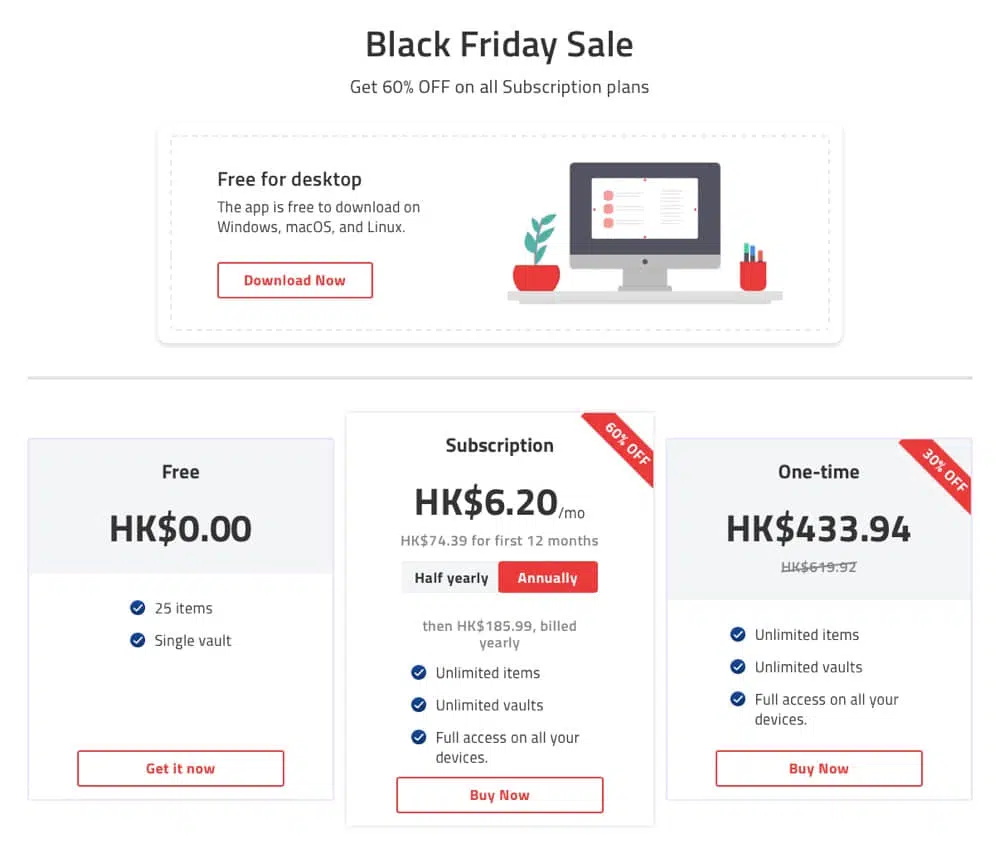 Black Friday Sale
Get 60% OFF on all Subscription plans
Free for desktop
The app is free to download on
Windows, macOS, and Linux.
Download Now
Free
HK$0.00
25 items
Single vault
Get it now
60% OFF
Subscription
HK$6.20/mo
HK$74.39 for first 12 months
Half yearly
Annually
then HK$185.99, billed
yearly
Unlimited items
Unlimited vaults
Full access on all your
devices.
Buy Now
30% OFF
One-time
HK$433.94
HK$619.92
Unlimited items
Unlimited vaults
Full access on all your
devices.
Buy Now